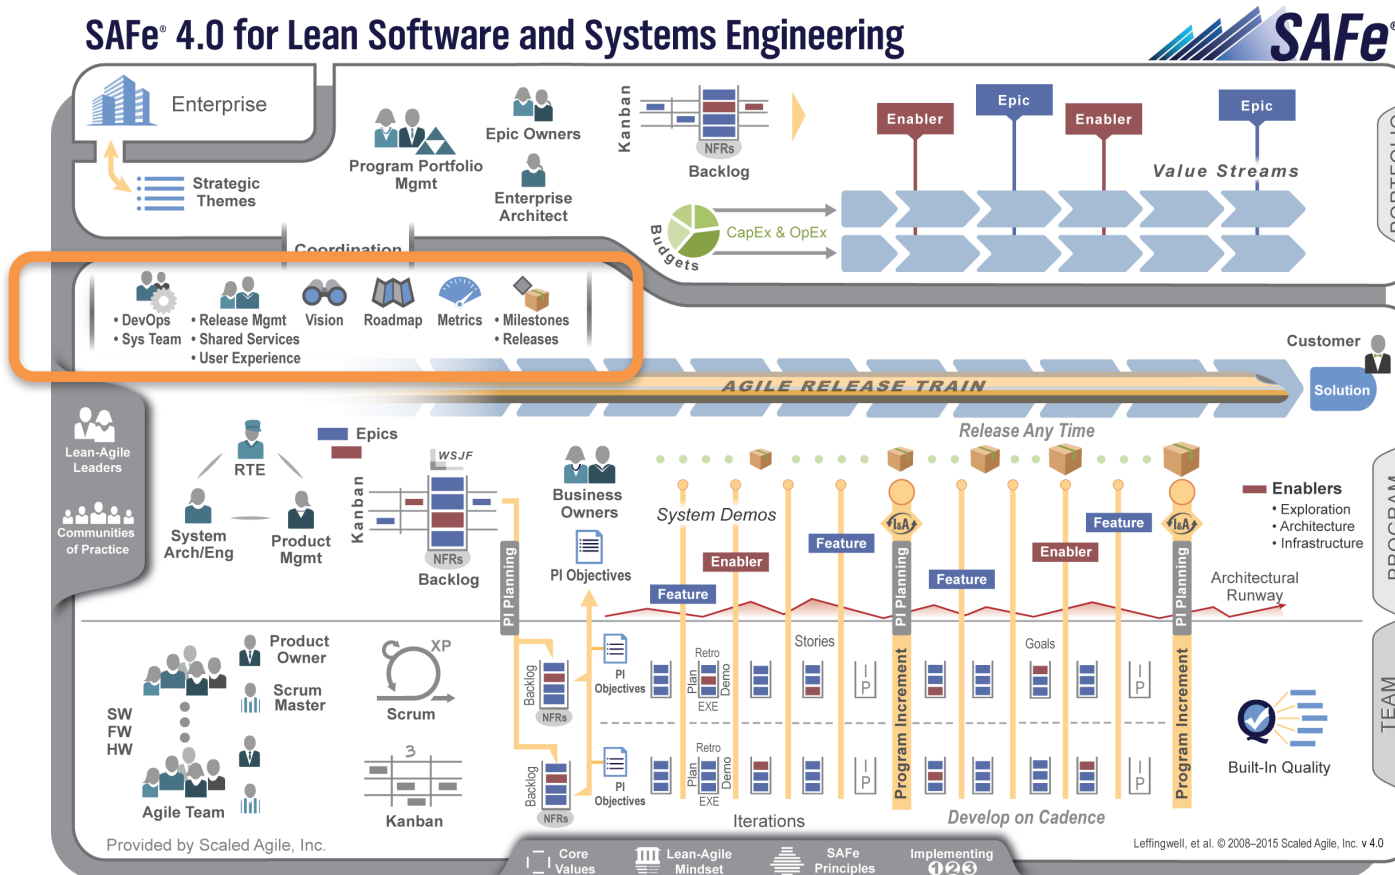 SAFe® 4.0 for Lean Software and Systems Engineering
SAFe®
Enterprise
Strategic
Themes
Program Portfolio
Mgmt
Epic Owners
Enterprise
Architect
Kanban
NFRs
Backlog
Enabler
Epic
Enabler
Epic
Value Streams
Budgets
CapEx & OpEx
PORTFOLIO
Coordination
• DevOps
• Sys Team
• Release Mgmt
• Shared Services
• User Experience
Vision
Roadmap
Metrics
• Milestones
• Releases
Customer
Solution
AGILE RELEASE TRAIN
Release Any Time
Lean-Agile
Leaders
Communities
of Practice
RTE
System
Arch/Eng
Product
Mgmt
Epics
Kanban
WSJF
NFRs
Backlog
PI Planning
Business
Owners
PI Objectives
System Demos
Feature
Enabler
Feature
I&A
PI Planning
Feature
Enabler
Feature
I&A
PI Planning
Enablers
• Exploration
• Architecture
• Infrastructure
Architectural
Runway
PROGRAM
SW
FW
HW
Product
Owner
Scrum
Master
Agile Team
XP
Scrum
3
Kanban
Backlog
NFRs
PI
Objectives
Plan
Retro
Demo
EXE
Stories
I
P
Program Increment
Goals
I
P
Program Increment
Backlog
NFRs
PI
Objectives
Plan
Retro
Demo
EXE
I
P
I
P
Iterations
Develop on Cadence
Built-In Quality
TEAM
Provided by Scaled Agile, Inc.
Leffingwell, et al. © 2008–2015 Scaled Agile, Inc. v 4.0
Core
Values
Lean-Agile
Mindset
SAFe
Principles
Implementing
123